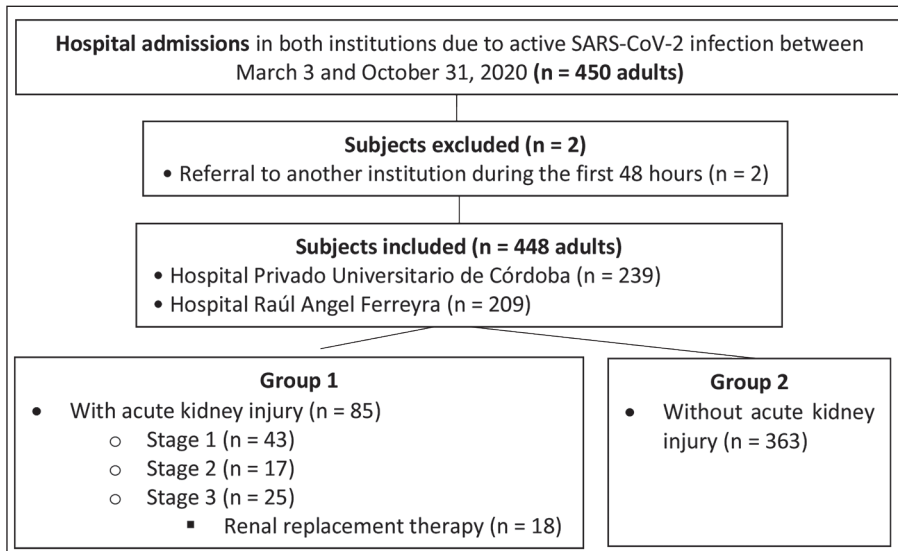 Hospital admissions in both institutions due to active SARS-CoV-2 infection between
March 3 and October 31, 2020 (n = 450 adults)
Subjects excluded (n = 2)
• Referral to another institution during the first 48 hours (n = 2)
Subjects included (n = 448 adults)
• Hospital Privado Universitario de Córdoba (n = 239)
• Hospital Raúl Angel Ferreyra (n = 209)
Group 1
• With acute kidney injury (n = 85)
o Stage 1 (n = 43)
o Stage 2 (n = 17)
o Stage 3 (n = 25)
▪ Renal replacement therapy (n = 18)
Group 2
• Without acute kidney
injury (n = 363)